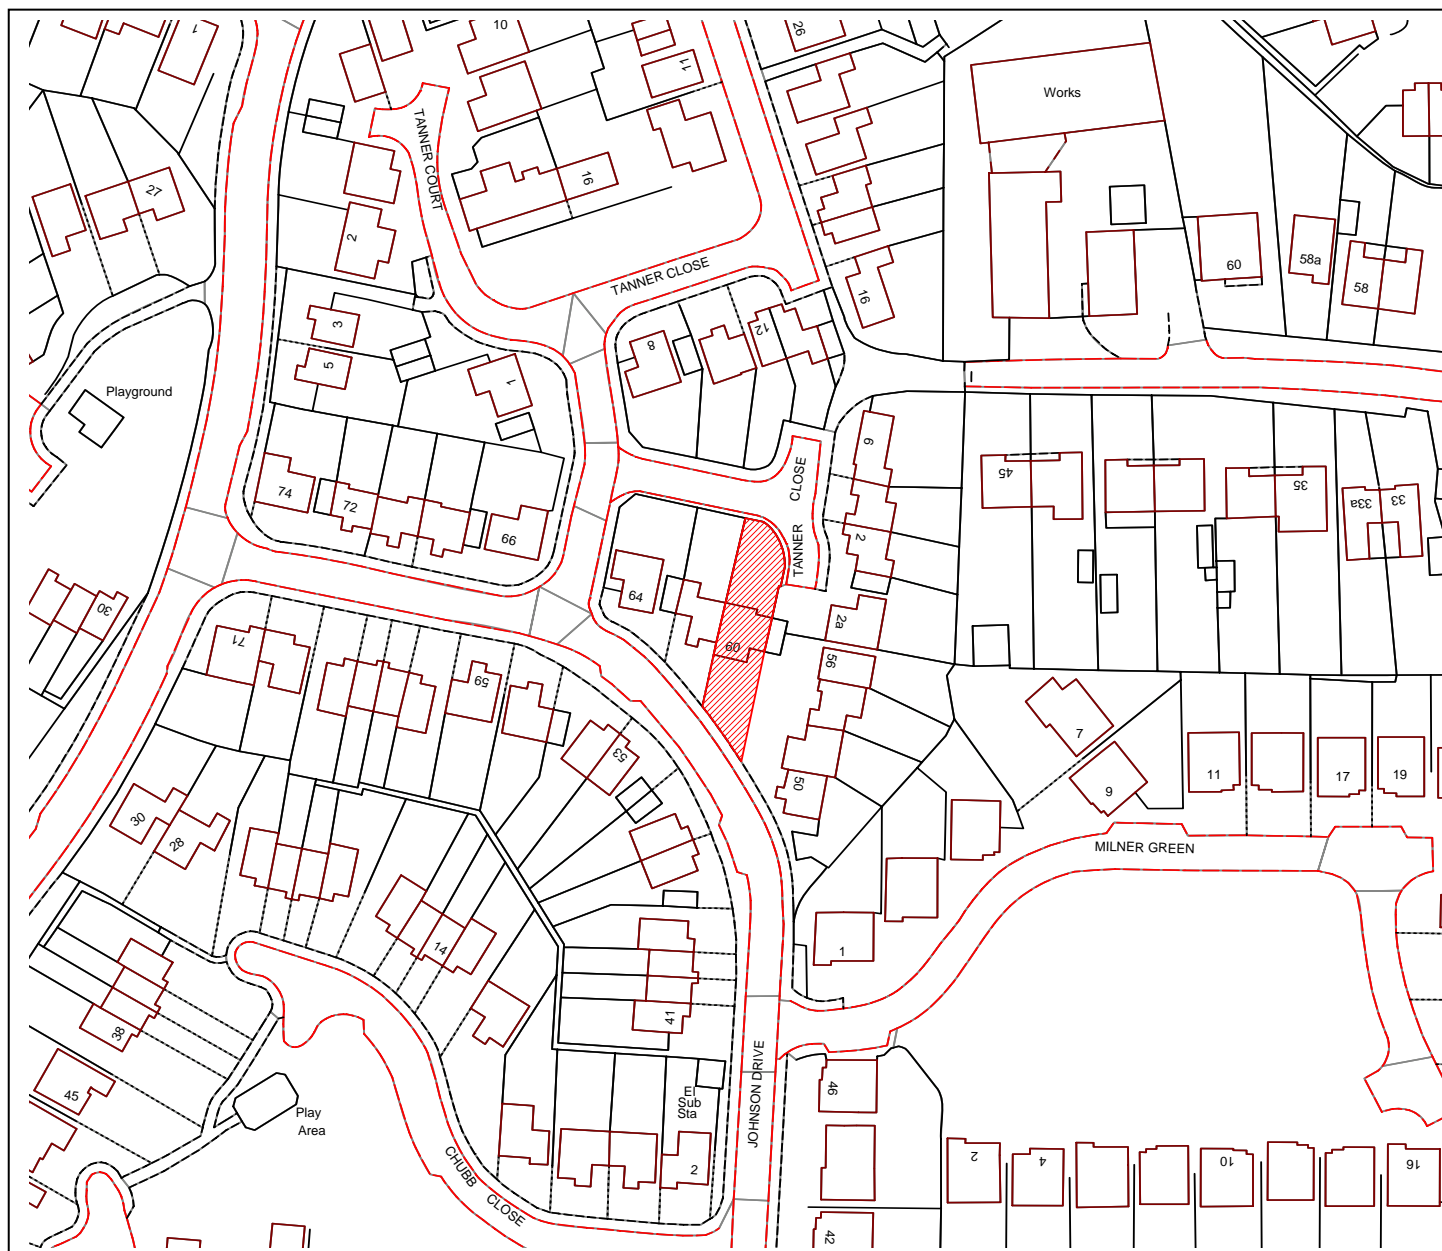 1
10
26
11
Works
TANNER COURT
27
16
2
TANNER CLOSE
60
58a
58
16
3
8
12
5
1
Playground
6
CLOSE
45
35
33a
33
74
72
66
TANNER
2
64
30
2a
71
60
56
59
7
53
50
11
17
19
9
30
28
MILNER GREEN
14
1
41
38
JOHNSON DRIVE
46
45
El
Sub
Sta
Play
Area
2
CHUBB
CLOSE
2
4
10
16
42